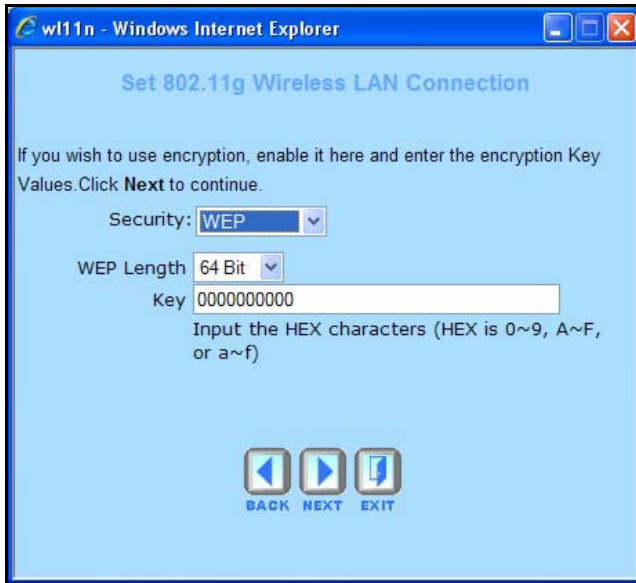 wl11n - Windows Internet Explorer
Set 802.11g Wireless LAN Connection
If you wish to use encryption, enable it here and enter the encryption Key
Values.Click Next to continue.
Security: WEP
WEP Length 64 Bit
Key 0000000000
Input the HEX characters (HEX is 0~9, A~F,
or a~f)
BACK NEXT EXIT